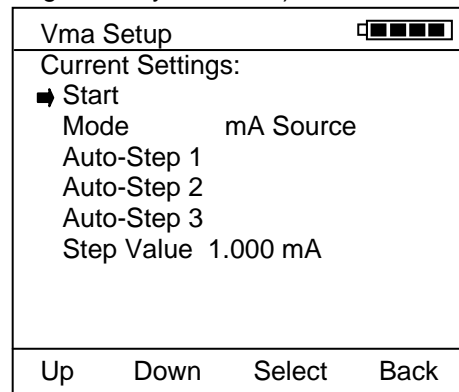 Vma Setup
Current Settings:
Start
Mode mA Source
Auto-Step 1
Auto-Step 2
Auto-Step 3
Step Value 1.000 mA
Up Down Select Back